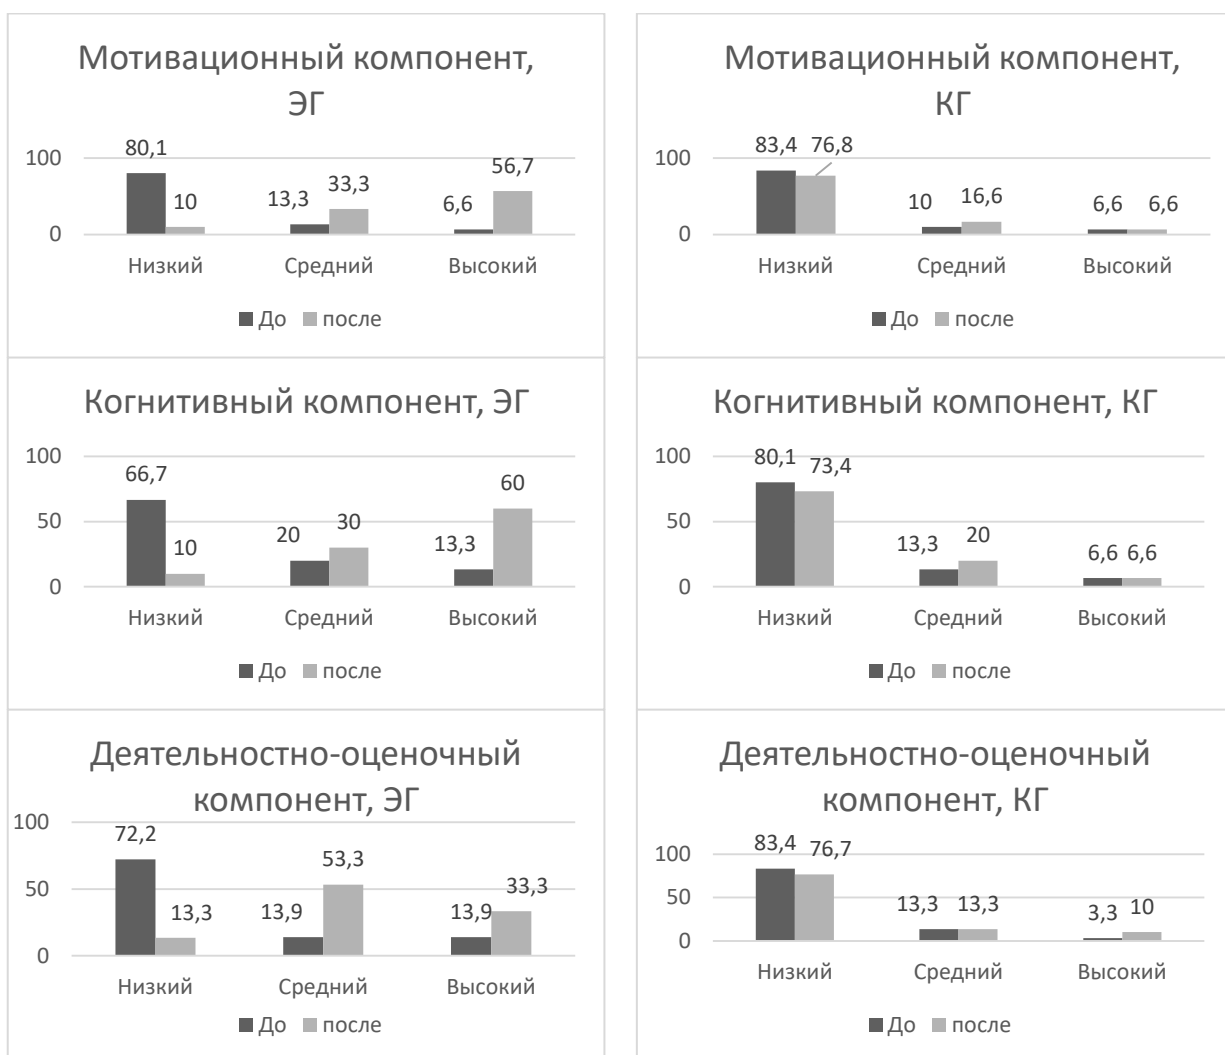 Мотивационный компонент,
ЭГ
80,1
10
13,3
33,3
6,6
56,7
100
0
Низкий Средний Высокий
До после
Мотивационный компонент,
КГ
83,4 76,8
10
16,6
6,6 6,6
100
0
Низкий Средний Высокий
До после
Когнитивный компонент, ЭГ
66,7
10
20
30
13,3
60
100
50
0
Низкий Средний Высокий
До после
Когнитивный компонент, КГ
80,1 73,4
13,3
20
6,6 6,6
100
50
0
Низкий Средний Высокий
До после
Деятельностно-оценочный
компонент, ЭГ
72,2
13,3
13,9
53,3
13,9
33,3
100
50
0
Низкий Средний Высокий
До после
Деятельностно-оценочный
компонент, КГ
83,4 76,7
13,3 13,3
3,3 10
100
50
0
Низкий Средний Высокий
До после